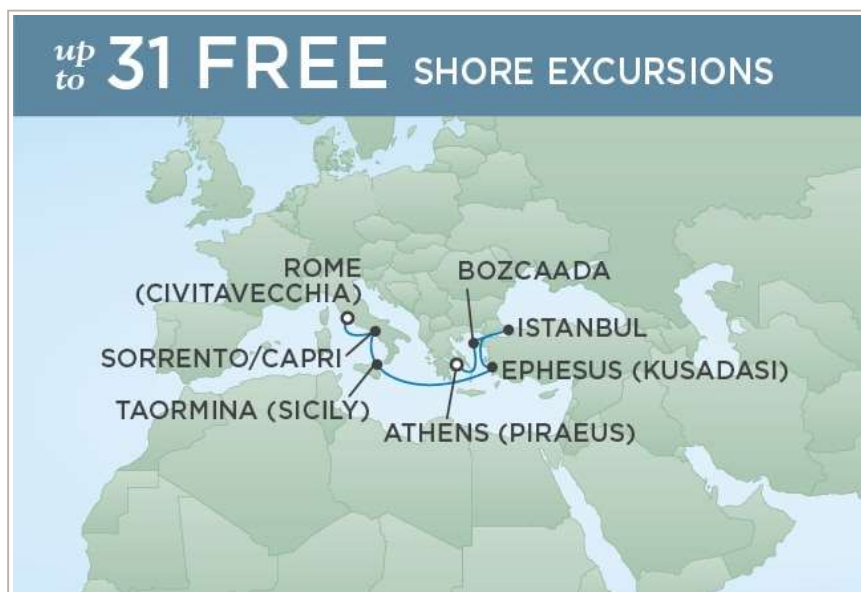 up to 31 FREE SHORE EXCURSIONS
ROME
(CIVITAVECCHIA)
BOZCAADA
ISTANBUL
SORRENTO/CAPRI
EPHESUS (KUSADASI)
TAORMINA (SICILY)
ATHENS (PIRAEUS)